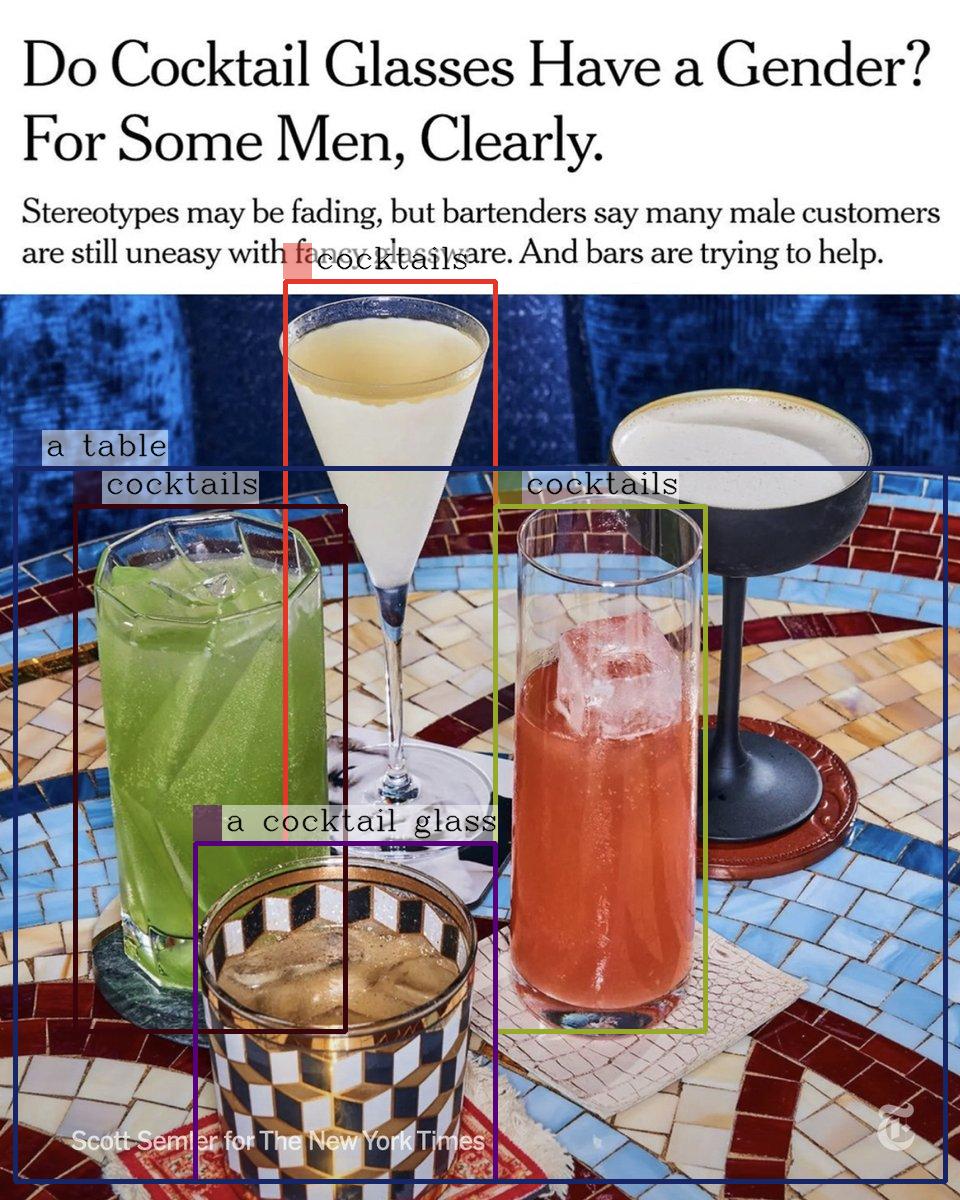 Do Cocktail Glasses Have a Gender?
For Some Men, Clearly.
Stereotypes may be fading, but bartenders say many male customers
are still uneasy with fancy glassware. And bars are trying to help.
cocktails
a table
cocktails
cocktails
a cocktail glass
Scott Semler for The New York Times
T